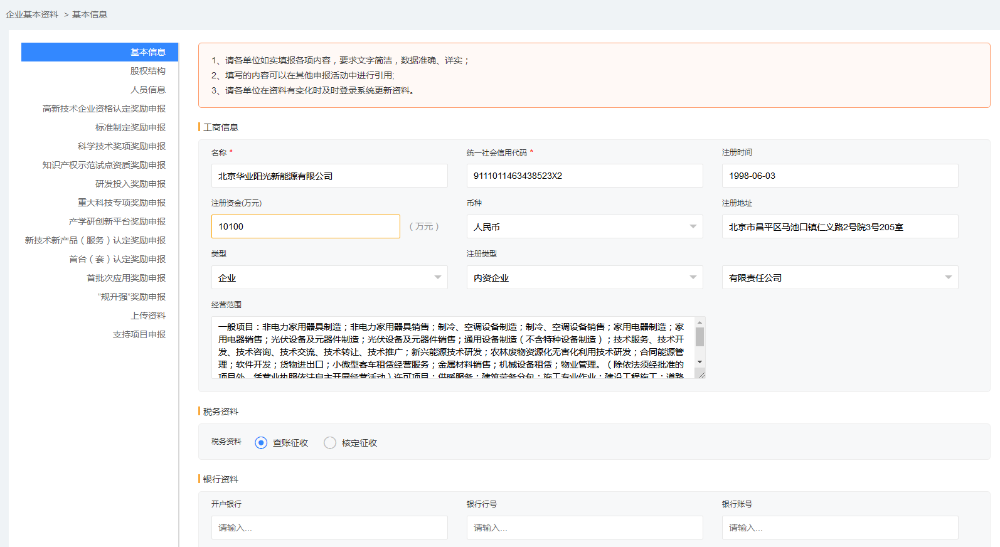 企业基本资料 > 基本信息
基本信息
股权结构
人员信息
高新技术企业资格认定奖励申报
标准制定奖励申报
科学技术奖项奖励申报
知识产权示范试点资质奖励申报
研发投入奖励申报
重大科技专项奖励申报
产学研创新平台奖励申报
新技术新产品（服务）认定奖励申报
首台（套）认定奖励申报
首批次应用奖励申报
"规升强"奖励申报
上传资料
支持项目申报
1、请各单位如实填报各项内容，要求文字简洁，数据准确、详实；
2、填写的内容可以在其他申报活动中进行引用;
3、请各单位在资料有变化时及时登录系统更新资料。
工商信息
名称 * 统一社会信用代码 * 注册时间
北京华业阳光新能源有限公司 9111011463438523X2 1998-06-03
注册资金(万元) 币种 注册地址
10100 （万元） 人民币 北京市昌平区马池口镇仁义路2号院3号205室
类型 注册类型
企业 内资企业 有限责任公司
经营范围
一般项目：非电力家用器具制造；非电力家用器具销售；制冷、空调设备制造；制冷、空调设备销售；家用电器制造；家
用电器销售；光伏设备及元器件制造；光伏设备及元器件销售；通用设备制造（不含特种设备制造）；技术服务、技术开
发、技术咨询、技术交流、技术转让、技术推广；新兴能源技术研发；农林废物资源化无害化利用技术研发；合同能源管
理；软件开发；货物进出口；小微型客车租赁经营服务；金属材料销售；机械设备租赁；物业管理。（除依法须经批准的
项目外，凭营业执照依法自主开展经营活动）许可项目：供暖服务；建筑劳务分包；施工专业作业；建设工程施工；道路
税务资料
税务资料 查账征收 核定征收
银行资料
开户银行 银行行号 银行账号
请输入... 请输入... 请输入...